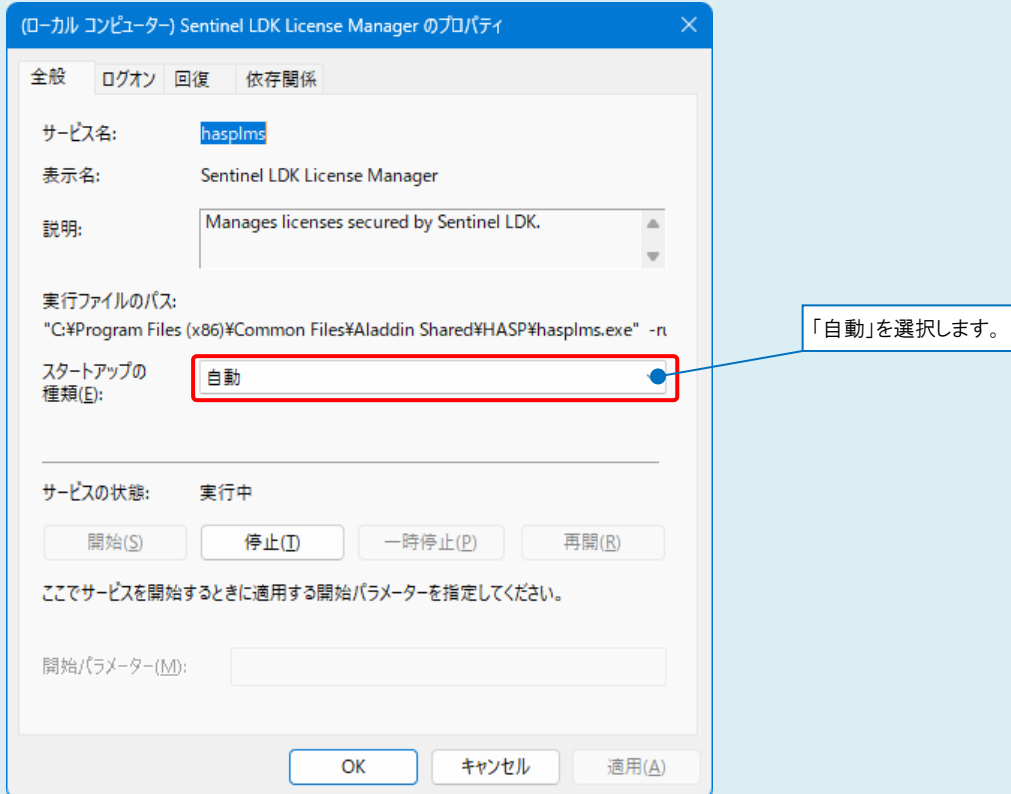 (ローカル コンピューター) Sentinel LDK License Manager のプロパティ
全般 ログオン 回復 依存関係
サービス名: hasplms
表示名: Sentinel LDK License Manager
説明: Manages licenses secured by Sentinel LDK.
実行ファイルのパス:
"C:¥Program Files (x86)¥Common Files¥Aladdin Shared¥HASP¥hasplms.exe" -ru
「自動」を選択します。
スタートアップの
種類(E): 自動
サービスの状態: 実行中
開始(S) 停止(T) 一時停止(P) 再開(R)
ここでサービスを開始するときに適用する開始パラメーターを指定してください。
開始パラメーター(M):
OK キャンセル 適用(A)